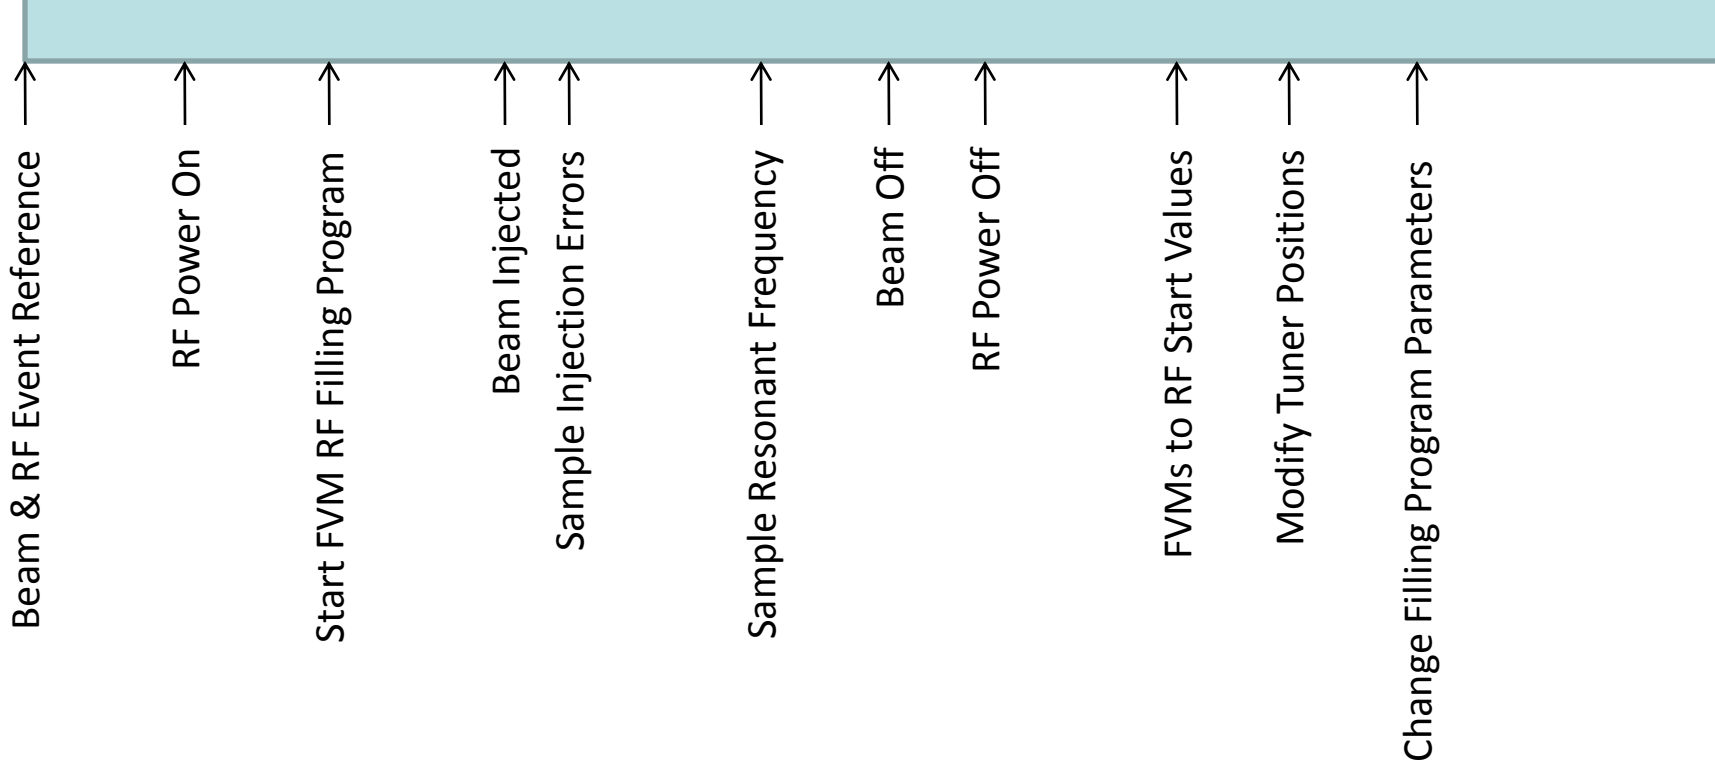 Beam & RF Event Reference
RF Power On
Start FVM RF Filling Program
Beam Injected
Sample Injection Errors
Sample Resonant Frequency
Beam Off
RF Power Off
FVMs to RF Start Values
Modify Tuner Positions
Change Filling Program Parameters